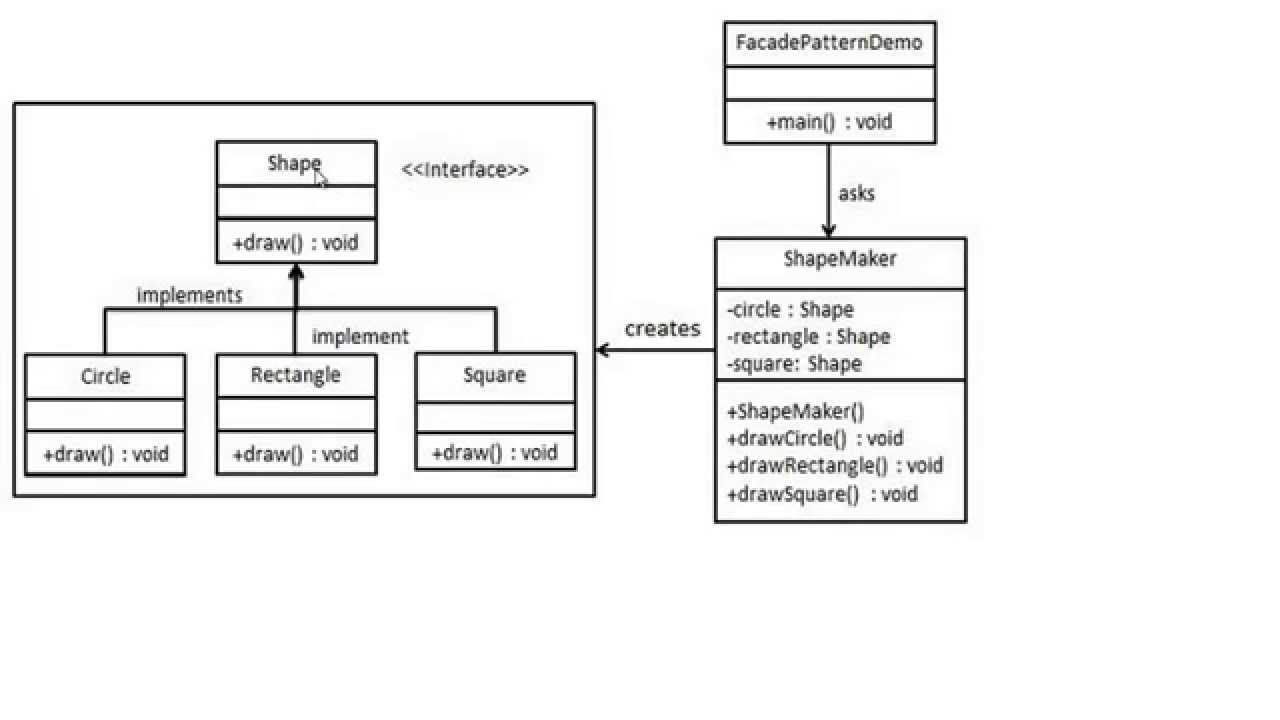 FacadePatternDemo
+main() : void
asks
Shape
<<Interface>>
+draw() : void
implements
implement
Circle
+draw() : void
Rectangle
+draw() : void
Square
+draw() : void
creates
ShapeMaker
-circle : Shape
-rectangle : Shape
-square: Shape
+ShapeMaker()
+drawCircle() : void
+drawRectangle() : void
+drawSquare() : void